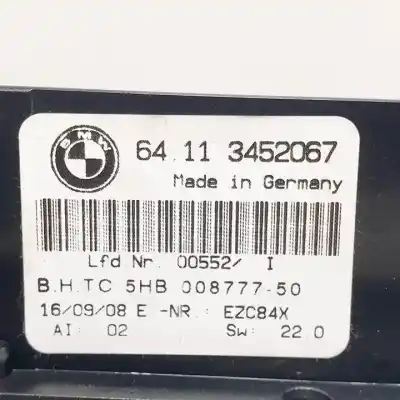 BMW
64.11 3452067
Made in Germany
Lfd Nr. 00552/ I
B.H.TC 5HB 008777-50
16/09/08 E -NR.: EZC84X
AI: 02 Sw: 22.0